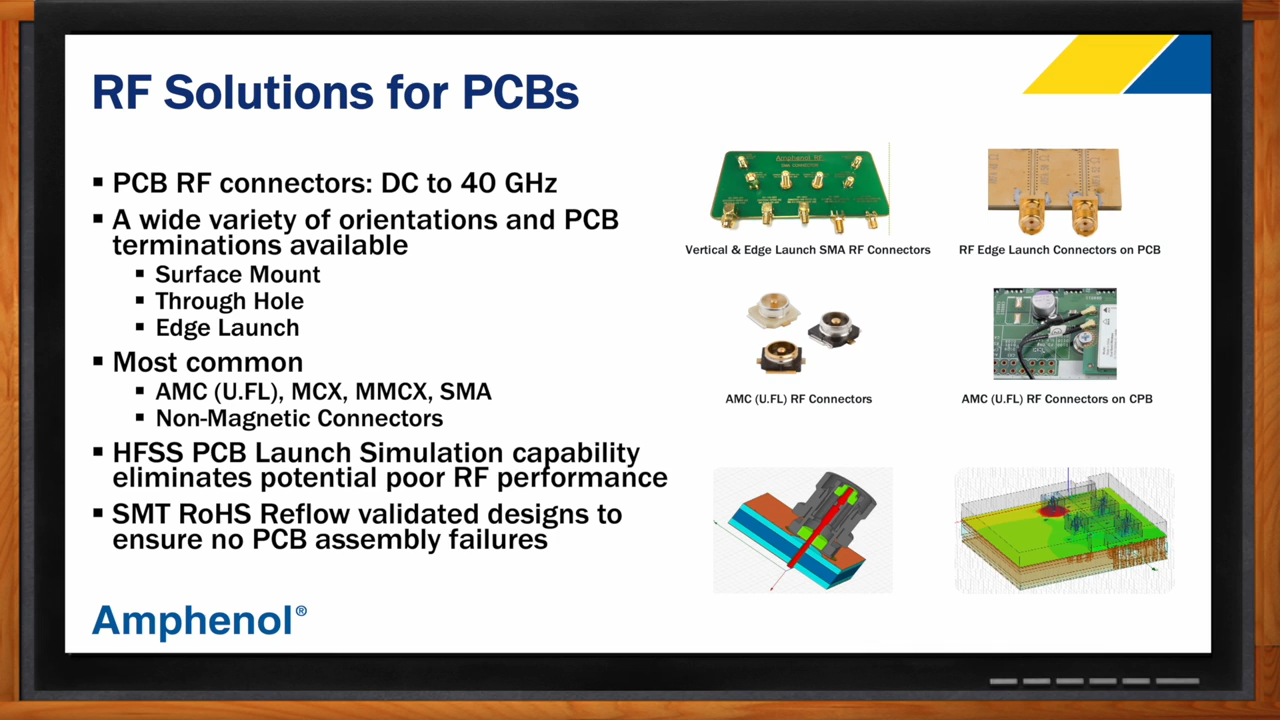 RF Solutions for PCBs
▪ PCB RF connectors: DC to 40 GHz
▪ A wide variety of orientations and PCB
terminations available
▪ Surface Mount
▪ Through Hole
▪ Edge Launch
▪ Most common
▪ AMC (U.FL), MCX, MMCX, SMA
▪ Non-Magnetic Connectors
▪ HFSS PCB Launch Simulation capability
eliminates potential poor RF performance
▪ SMT RoHS Reflow validated designs to
ensure no PCB assembly failures
Amphenol®
Amphenol RF
Vertical & Edge Launch SMA RF Connectors
RF Edge Launch Connectors on PCB
AMC (U.FL) RF Connectors
AMC (U.FL) RF Connectors on CPB